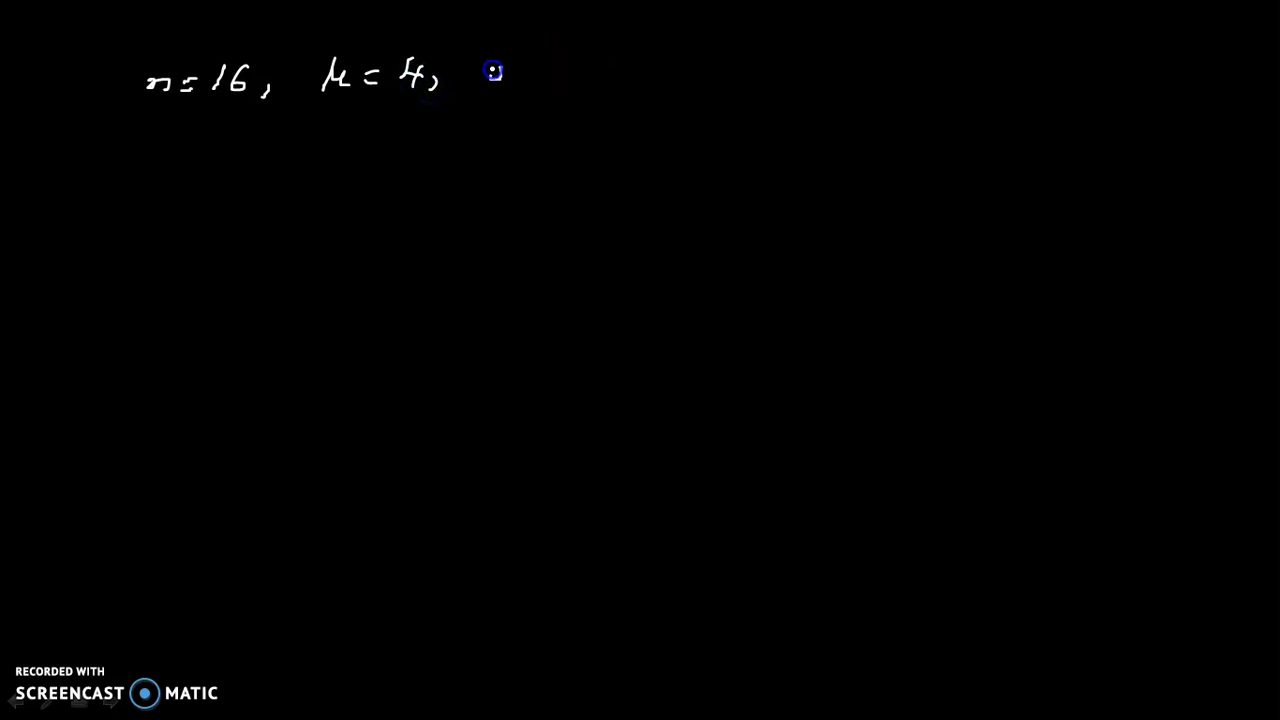 n = 16, μ = 4,
RECORDED WITH
SCREENCAST MATIC